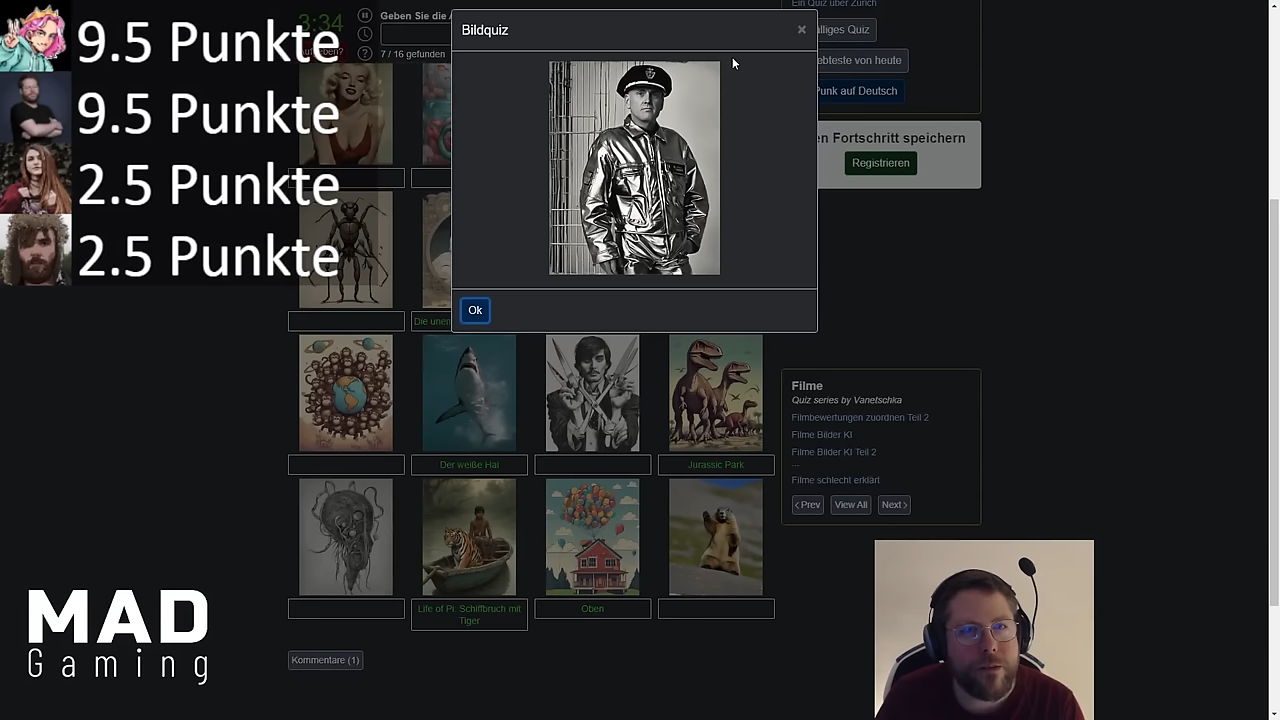 9.5 Punkte
9.5 Punkte
2.5 Punkte
2.5 Punkte
3:34
Geben Sie die
7 / 16 gefunden
Bildquiz
×
Ok
Ein Quiz über Zürich
lliges Quiz
ebteste von heute
Punk auf Deutsch
n Fortschritt speichern
Registrieren
Die unen
Der weiße Hai
Jurassic Park
Life of Pi: Schiffbruch mit
Tiger
Oben
Kommentare (1)
Filme
Quiz series by Vanetschka
Filmbewertungen zuordnen Teil 2
Filme Bilder KI
Filme Bilder KI Teil 2
...
Filme schlecht erklärt
Prev
View All
Next
MAD
Gaming